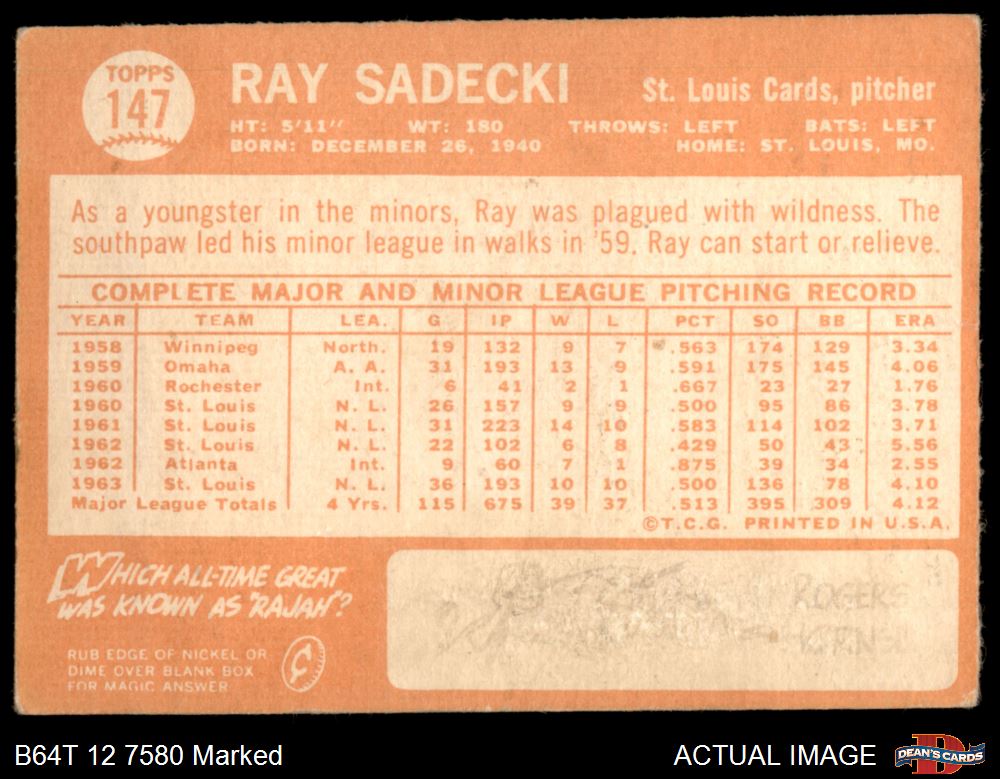 TOPPS
147
RAY SADECKI
St. Louis Cards, pitcher
HT: 5'11" WT: 180 THROWS: LEFT BATS: LEFT
BORN: DECEMBER 26, 1940 HOME: ST. LOUIS, MO.
As a youngster in the minors, Ray was plagued with wildness. The
southpaw led his minor league in walks in '59. Ray can start or relieve.
COMPLETE MAJOR AND MINOR LEAGUE PITCHING RECORD
YEAR TEAM LEA. G IP W L PCT SO BB ERA
1958 Winnipeg North. 19 132 9 7 .563 174 129 3.34
1959 Omaha A. A. 31 193 13 9 .591 175 145 4.06
1960 Rochester Int. 6 41 2 1 .667 23 27 1.76
1960 St. Louis N. L. 26 157 9 9 .500 95 86 3.78
1961 St. Louis N. L. 31 223 14 10 .583 114 102 3.71
1962 St. Louis N. L. 22 102 6 8 .429 50 43 5.56
1962 Atlanta Int. 9 60 7 1 .875 39 34 2.55
1963 St. Louis N. L. 36 193 10 10 .500 136 78 4.10
Major League Totals 4 Yrs. 115 675 39 37 .513 395 309 4.12
©T.C.G. PRINTED IN U.S.A.
WHICH ALL-TIME GREAT
WAS KNOWN AS "RAJAH"?
RUB EDGE OF NICKEL OR
DIME OVER BLANK BOX
FOR MAGIC ANSWER
ROGERS
B64T 12 7580 Marked
ACTUAL IMAGE
DEAN'S CARDS